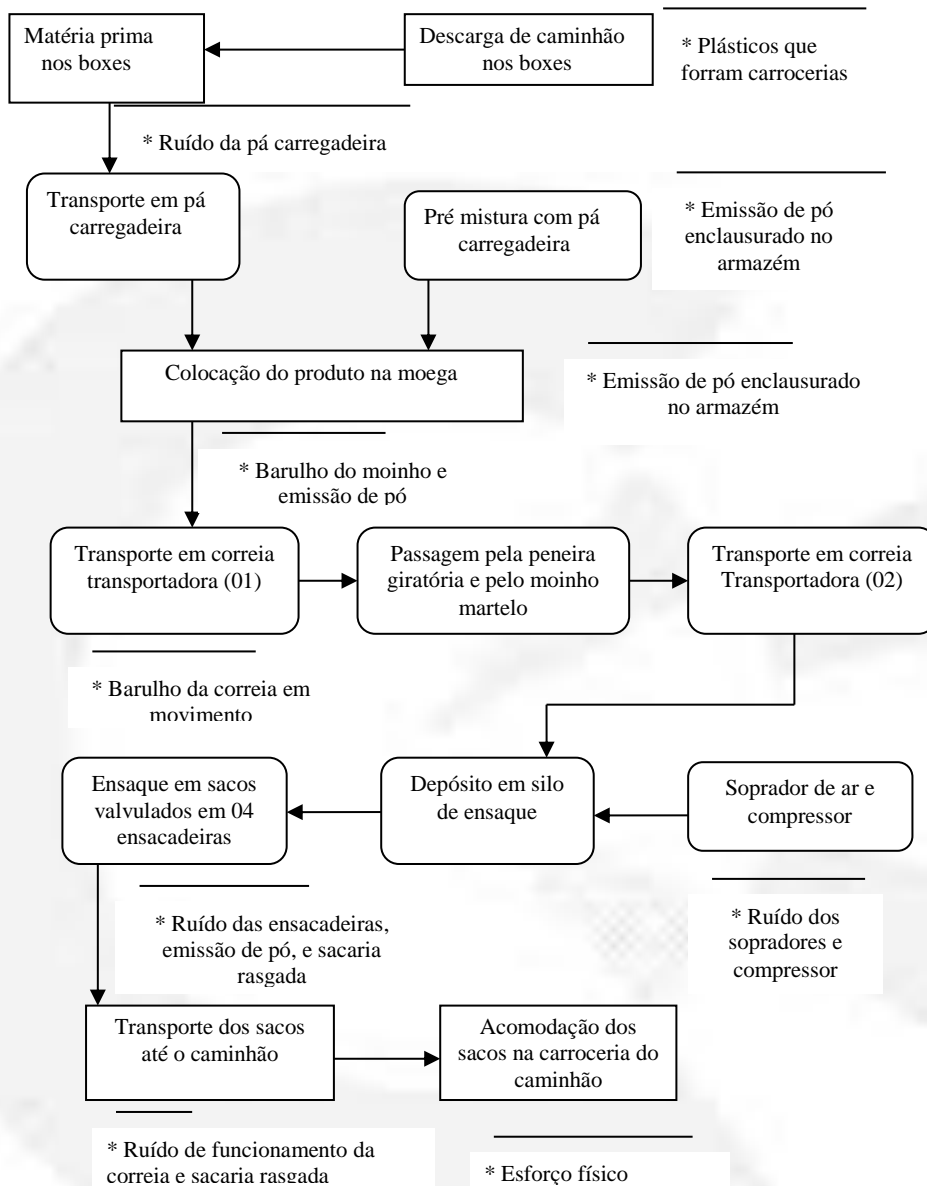 Matéria prima
nos boxes
Descarga de caminhão
nos boxes
* Plásticos que
forram carrocerias
* Ruído da pá carregadeira
Transporte em pá
carregadeira
Pré mistura com pá
carregadeira
* Emissão de pó
enclausurado no
armazém
Colocação do produto na moega
* Emissão de pó enclausurado
no armazém
* Barulho do moinho e
emissão de pó
Transporte em correia
transportadora (01)
Passagem pela peneira
giratória e pelo moinho
martelo
Transporte em correia
Transportadora (02)
* Barulho da correia em
movimento
Ensaque em sacos
valvulados em 04
ensacadeiras
Depósito em silo
de ensaque
Soprador de ar e
compressor
* Ruído das ensacadeiras,
emissão de pó, e sacaria
rasgada
* Ruído dos
sopradores e
compressor
Transporte dos sacos
até o caminhão
Acomodação dos
sacos na carroceria do
caminhão
* Ruído de funcionamento da
correia e sacaria rasgada
* Esforço físico